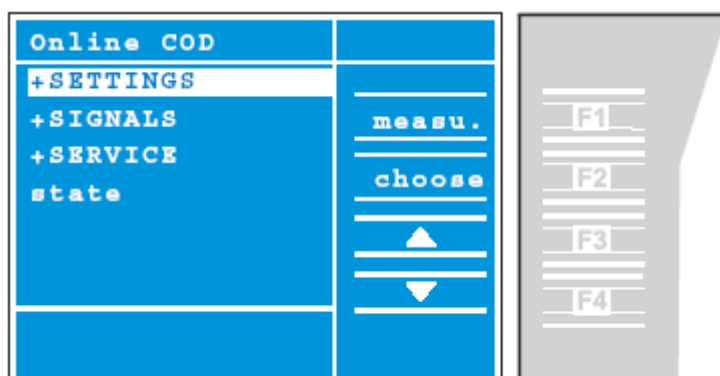 Online COD
+SETTINGS
+SIGNALS
+SERVICE
state
measu.
choose
F1
F2
F3
F4